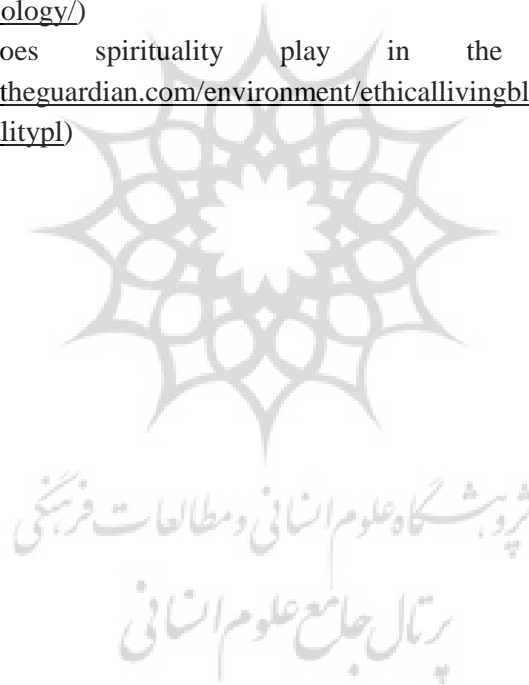 ology/)
oes spirituality play in the
theguardian.com/environment/ethicallivingbl
litypl)
پژوهشگاه علوم انسانی و مطالعات فرهنگی
پرتال جامع علوم انسانی